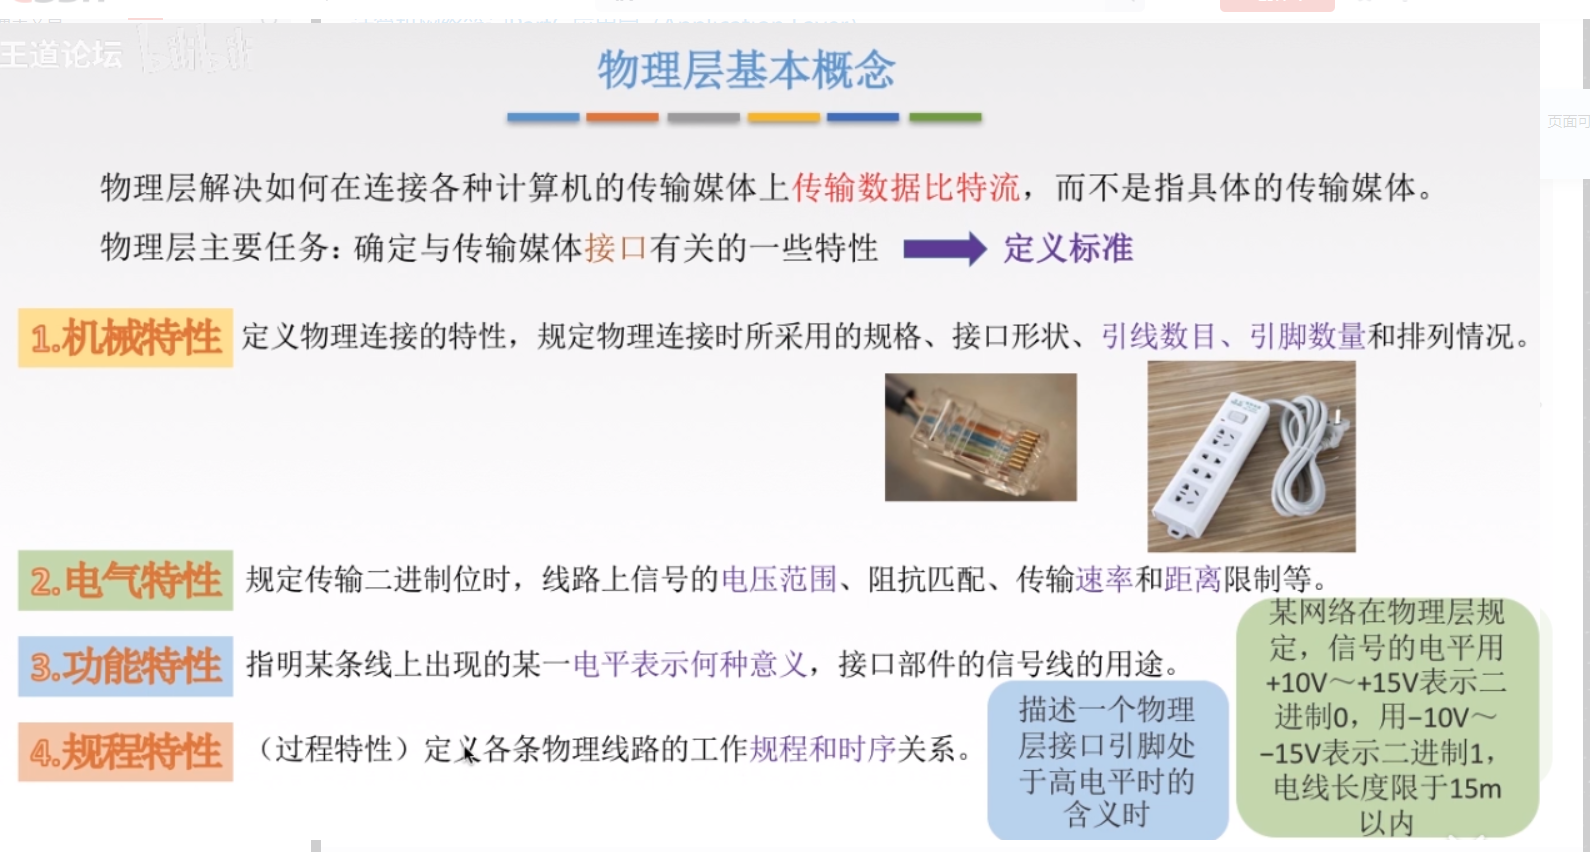 王道论坛
物理层基本概念
页面可
物理层解决如何在连接各种计算机的传输媒体上传输数据比特流，而不是指具体的传输媒体。
物理层主要任务：确定与传输媒体接口有关的一些特性 定义标准
1.机械特性 定义物理连接的特性，规定物理连接时所采用的规格、接口形状、引线数目、引脚数量和排列情况。
2.电气特性 规定传输二进制位时，线路上信号的电压范围、阻抗匹配、传输速率和距离限制等。
3.功能特性 指明某条线上出现的某一电平表示何种意义，接口部件的信号线的用途。
4.规程特性 （过程特性）定义各条物理线路的工作规程和时序关系。
描述一个物理
层接口引脚处
于高电平时的
含义时
某网络在物理层规
定，信号的电平用
+10V～+15V表示二
进制0，用−10V～
−15V表示二进制1，
电线长度限于15m
以内